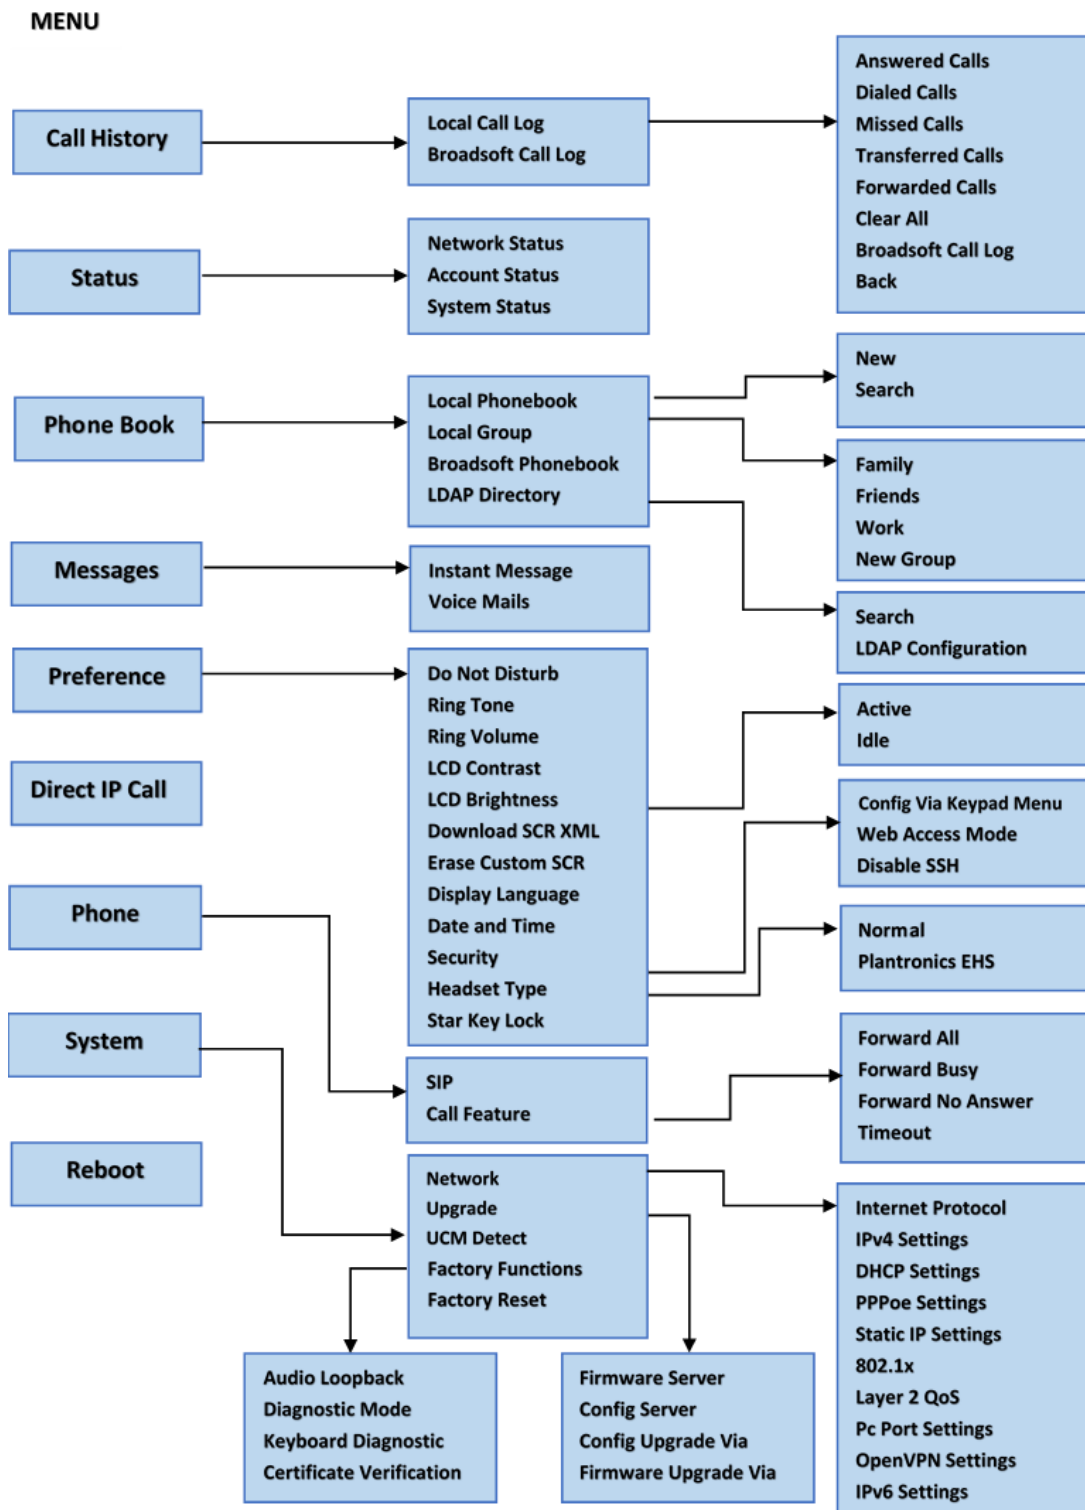 MENU
Call History
Local Call Log
Broadsoft Call Log
Answered Calls
Dialed Calls
Missed Calls
Transferred Calls
Forwarded Calls
Clear All
Broadsoft Call Log
Back
Status
Network Status
Account Status
System Status
Phone Book
Local Phonebook
Local Group
Broadsoft Phonebook
LDAP Directory
New
Search
Family
Friends
Work
New Group
Search
LDAP Configuration
Messages
Instant Message
Voice Mails
Preference
Do Not Disturb
Ring Tone
Ring Volume
LCD Contrast
LCD Brightness
Download SCR XML
Erase Custom SCR
Display Language
Date and Time
Security
Headset Type
Star Key Lock
Active
Idle
Config Via Keypad Menu
Web Access Mode
Disable SSH
Normal
Plantronics EHS
Direct IP Call
Phone
SIP
Call Feature
Forward All
Forward Busy
Forward No Answer
Timeout
System
Network
Upgrade
UCM Detect
Factory Functions
Factory Reset
Internet Protocol
IPv4 Settings
DHCP Settings
PPPoe Settings
Static IP Settings
802.1x
Layer 2 QoS
Pc Port Settings
OpenVPN Settings
IPv6 Settings
Reboot
Audio Loopback
Diagnostic Mode
Keyboard Diagnostic
Certificate Verification
Firmware Server
Config Server
Config Upgrade Via
Firmware Upgrade Via